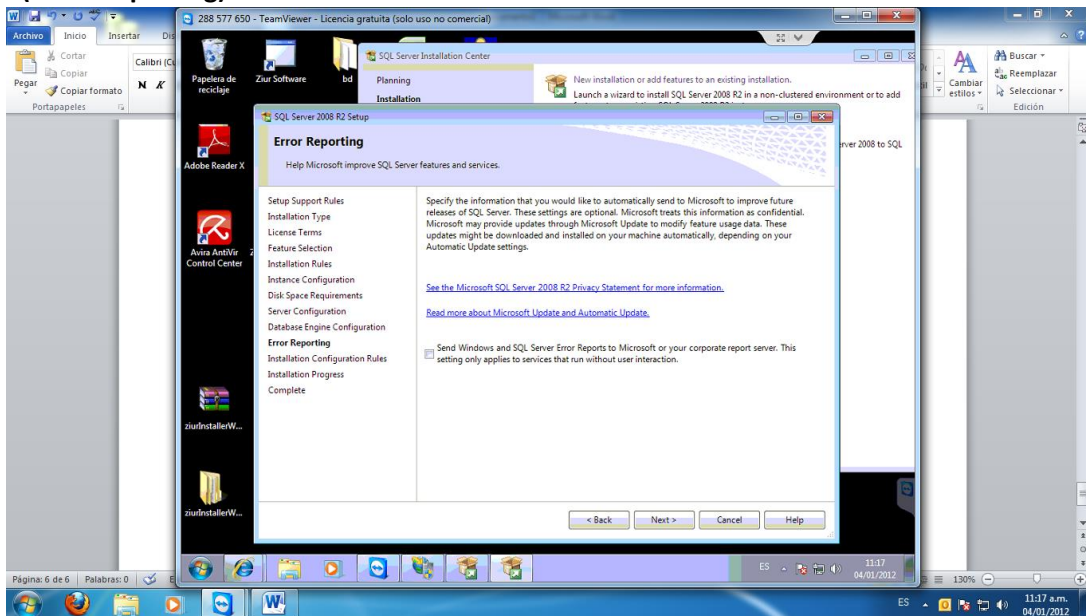 288 577 650 - TeamViewer - Licencia gratuita (solo uso no comercial)
Archivo
Inicio
Insertar
Cortar
Copiar
Copiar formato
Pegar
Portapapeles
Calibri (Cu
N K
Buscar
Reemplazar
Seleccionar
Edición
Cambiar
estilos
Papelera de
reciclaje
Ziur Software
bd
Adobe Reader X
Avira AntiVir
Control Center
ziurInstallerW...
ziurInstallerW...
SQL Server Installation Center
Planning
Installation
New installation or add features to an existing installation.
Launch a wizard to install SQL Server 2008 R2 in a non-clustered environment or to add
erver 2008 to SQL
SQL Server 2008 R2 Setup
Error Reporting
Help Microsoft improve SQL Server features and services.
Setup Support Rules
Installation Type
License Terms
Feature Selection
Installation Rules
Instance Configuration
Disk Space Requirements
Server Configuration
Database Engine Configuration
Error Reporting
Installation Configuration Rules
Installation Progress
Complete
Specify the information that you would like to automatically send to Microsoft to improve future
releases of SQL Server. These settings are optional. Microsoft treats this information as confidential.
Microsoft may provide updates through Microsoft Update to modify feature usage data. These
updates might be downloaded and installed on your machine automatically, depending on your
Automatic Update settings.
See the Microsoft SQL Server 2008 R2 Privacy Statement for more information.
Read more about Microsoft Update and Automatic Update.
Send Windows and SQL Server Error Reports to Microsoft or your corporate report server. This
setting only applies to services that run without user interaction.
< Back
Next >
Cancel
Help
ES
11:17
04/01/2012
Página: 6 de 6
Palabras: 0
130%
ES
11:17 a.m.
04/01/2012